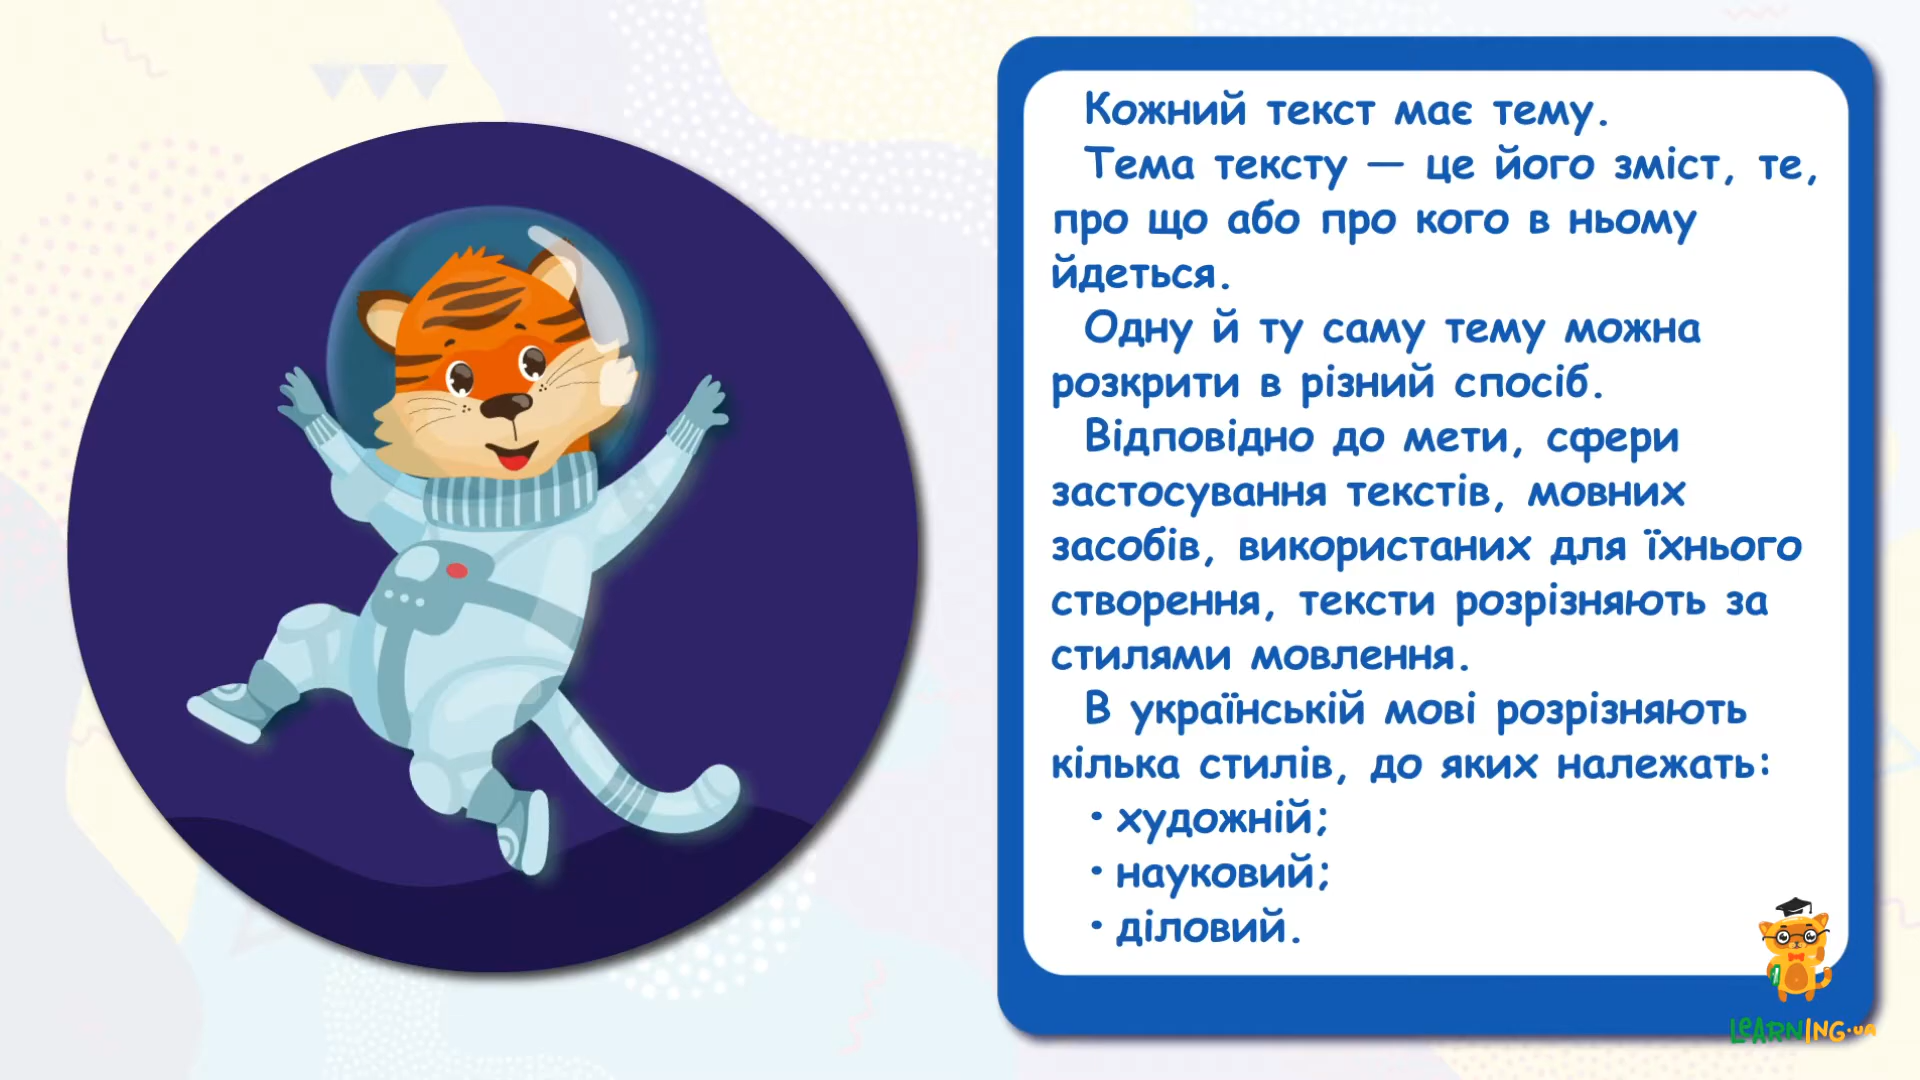 Кожний текст має тему.
Тема тексту — це його зміст, те,
про що або про кого в ньому
йдеться.
Одну й ту саму тему можна
розкрити в різний спосіб.
Відповідно до мети, сфери
застосування текстів, мовних
засобів, використаних для їхнього
створення, тексти розрізняють за
стилями мовлення.
В українській мові розрізняють
кілька стилів, до яких належать:
• художній;
• науковий;
• діловий.
LEARNING.ua